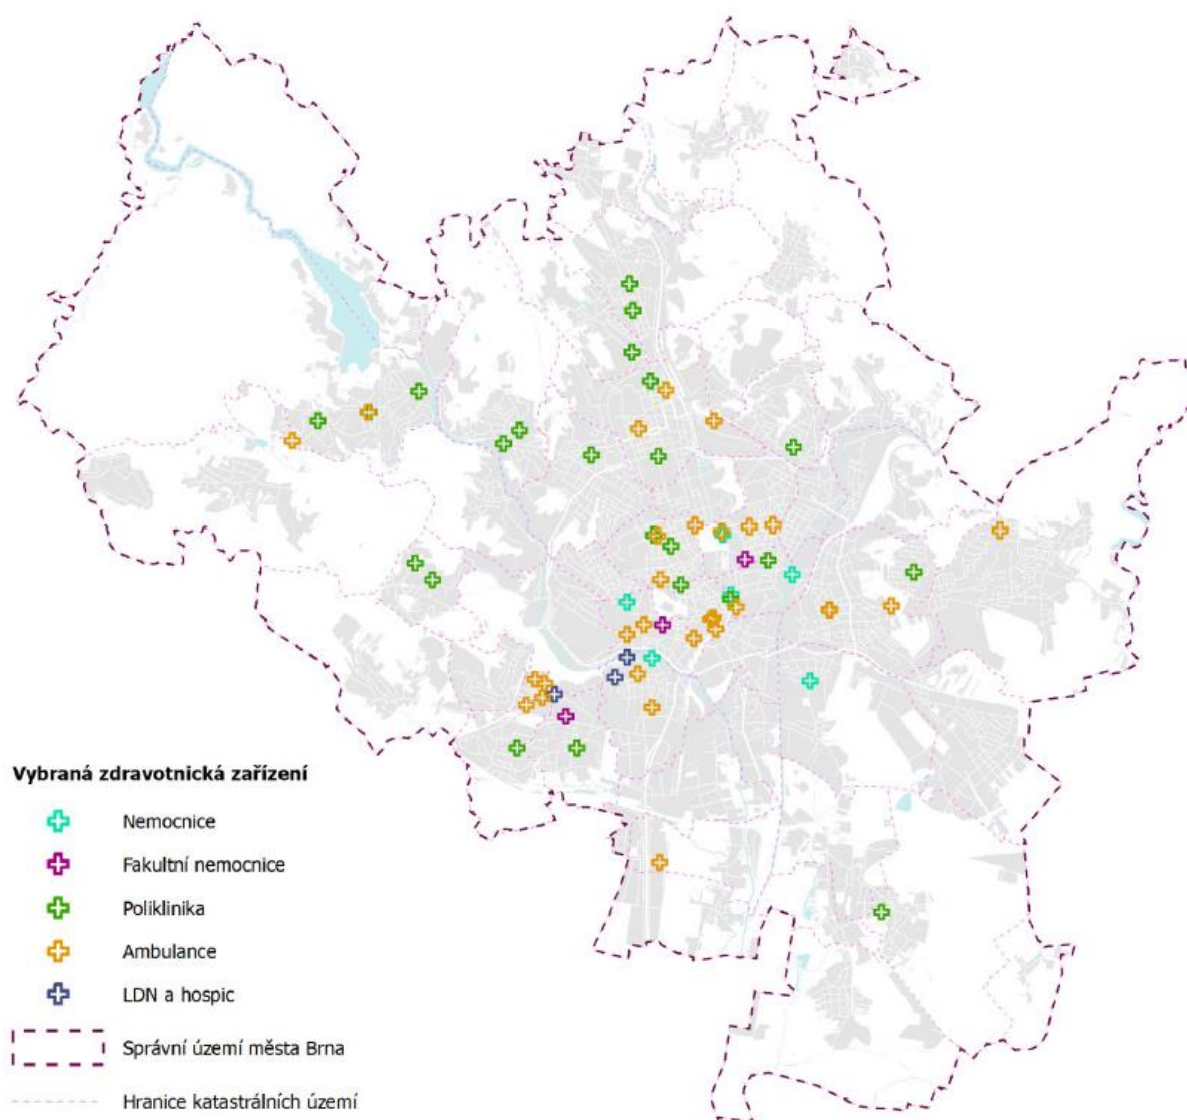 Vybraná zdravotnická zařízení
Nemocnice
Fakultní nemocnice
Poliklinika
Ambulance
LDN a hospic
Správní území města Brna
Hranice katastrálních území